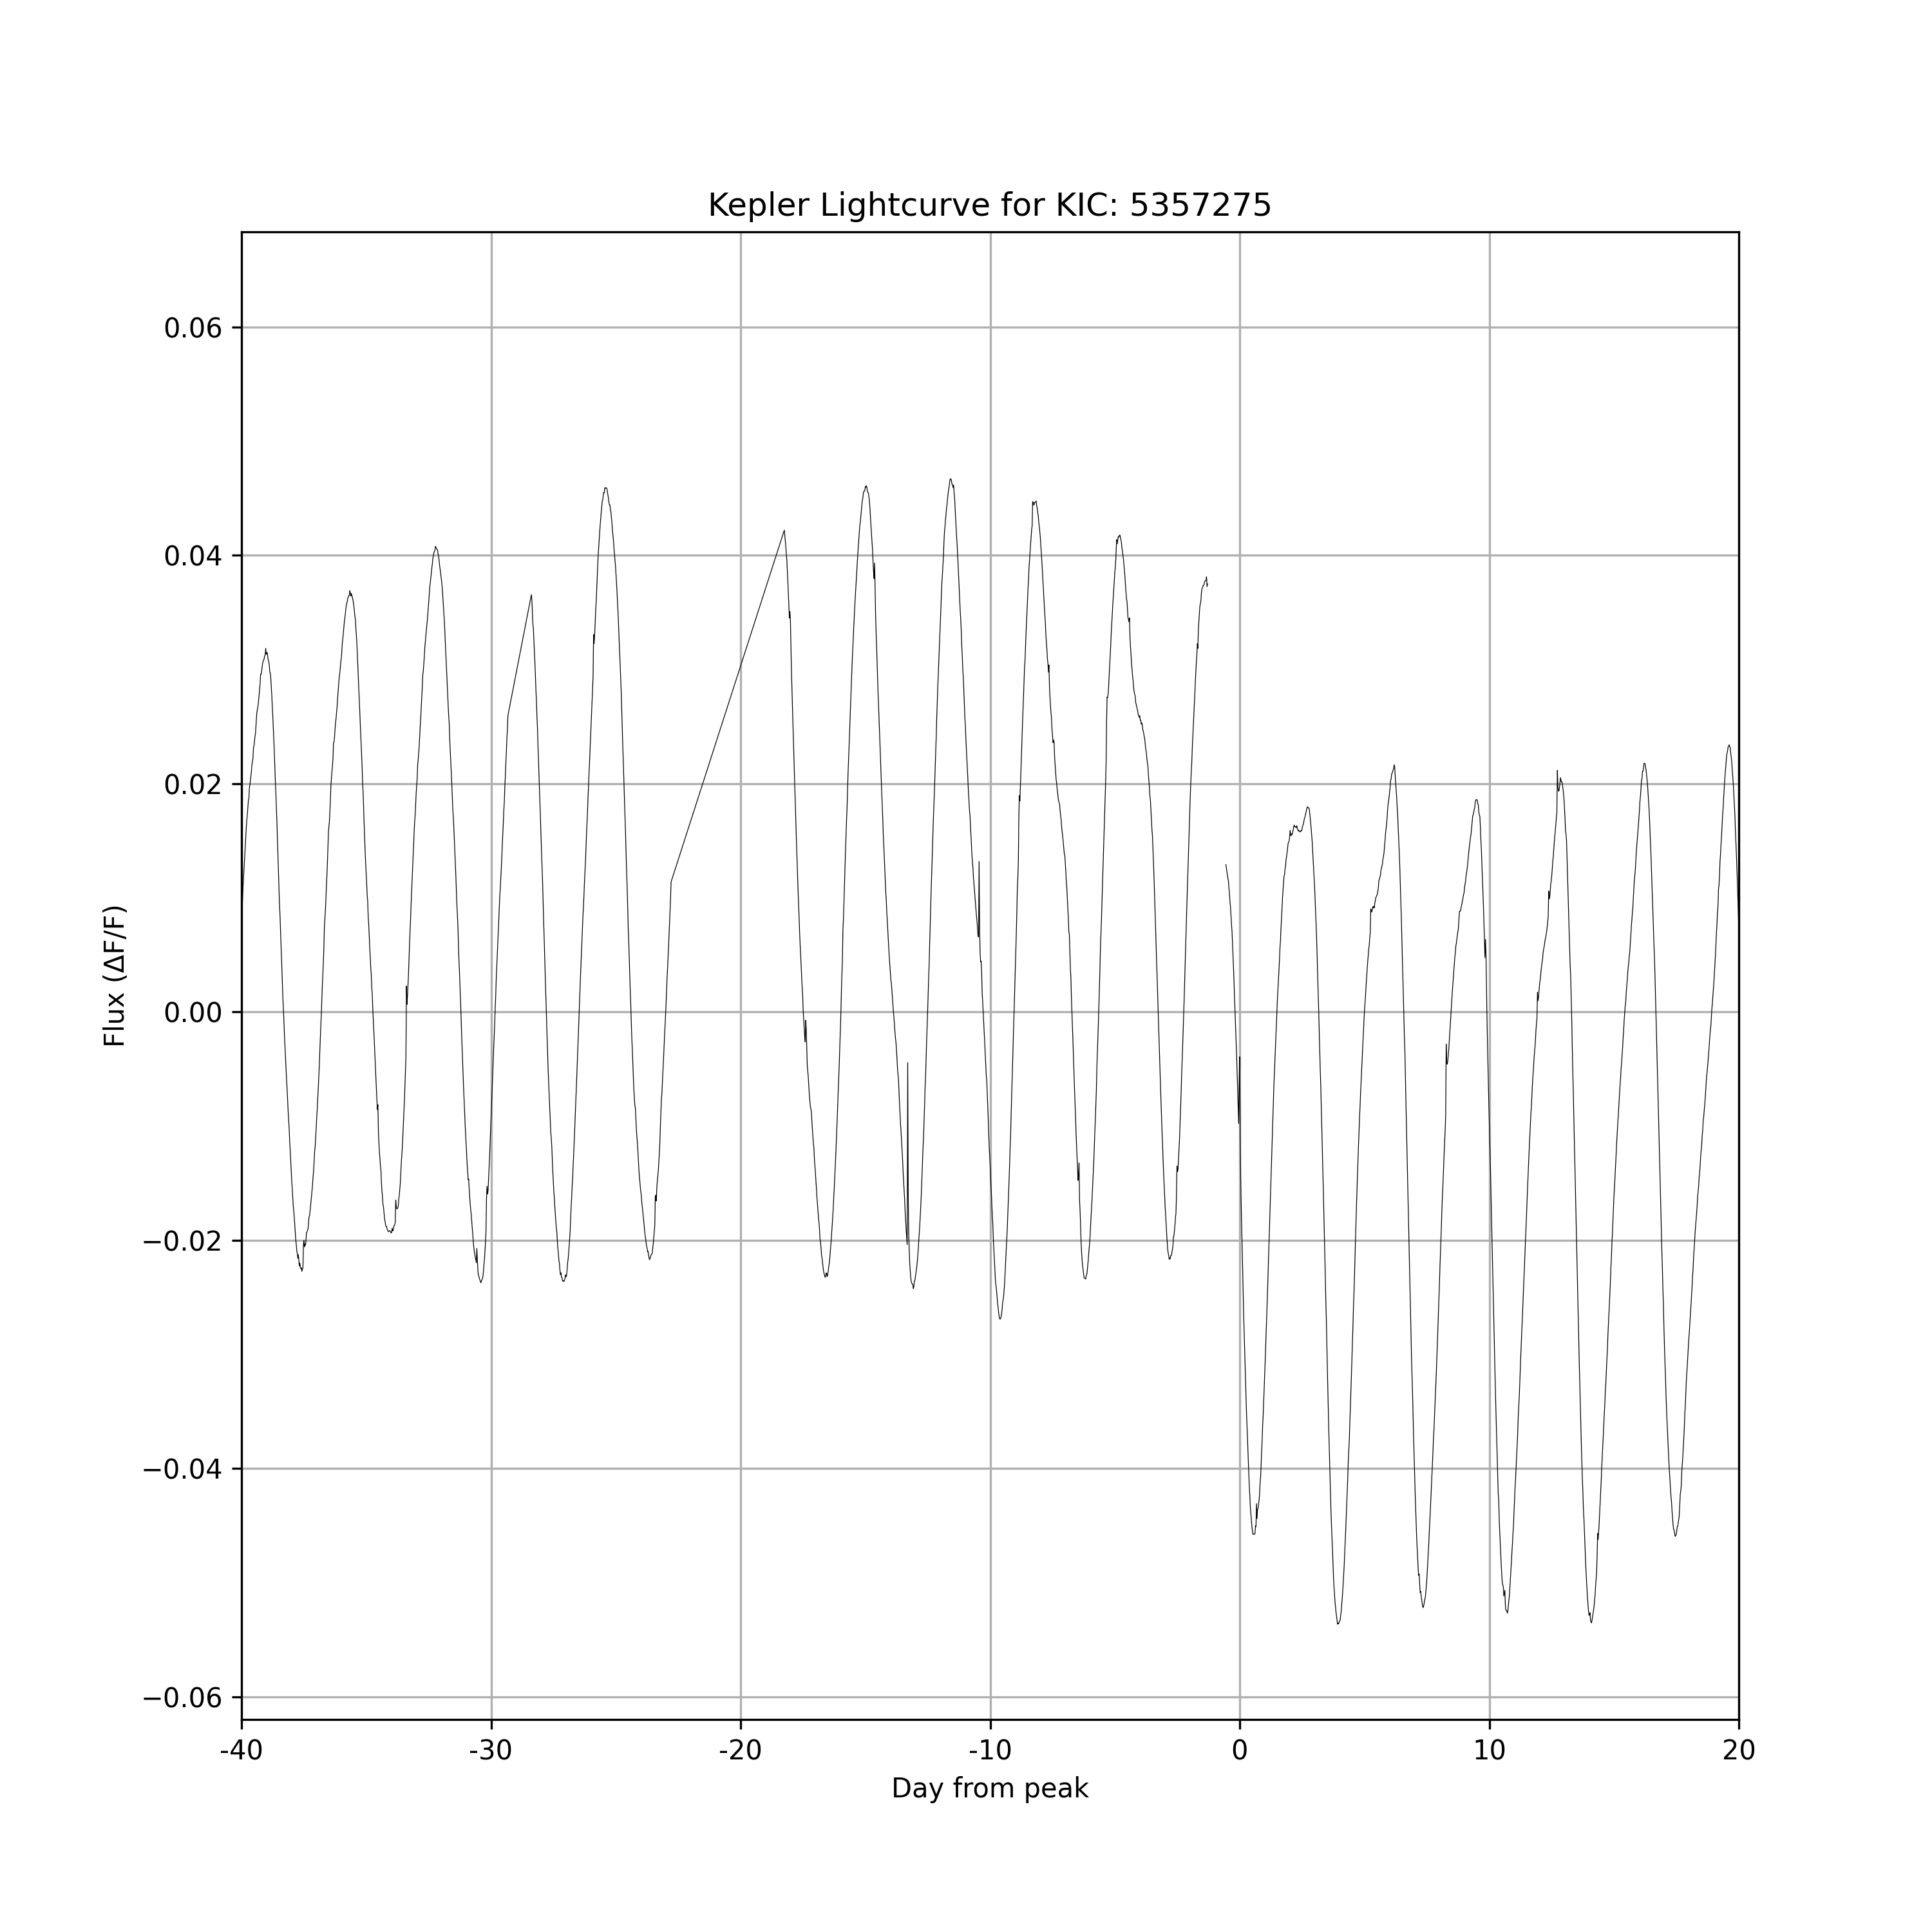 Kepler Lightcurve for KIC: 5357275
Flux (ΔF/F)
0.06
0.04
0.02
0.00
−0.02
−0.04
−0.06
-40 -30 -20 -10 0 10 20
Day from peak